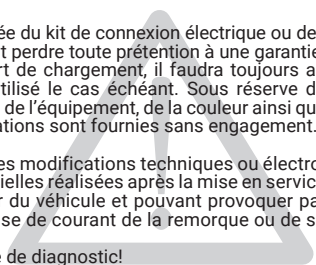 ée du kit de connexion électrique ou de
t perdre toute prétention à une garantie
rt de chargement, il faudra toujours a
tilisé le cas échéant. Sous réserve d
de l'équipement, de la couleur ainsi qu
tions sont fournies sans engagement.
es modifications techniques ou électro
ielles réalisées après la mise en servic
r du véhicule et pouvant provoquer pa
ise de courant de la remorque ou de s
e de diagnostic!